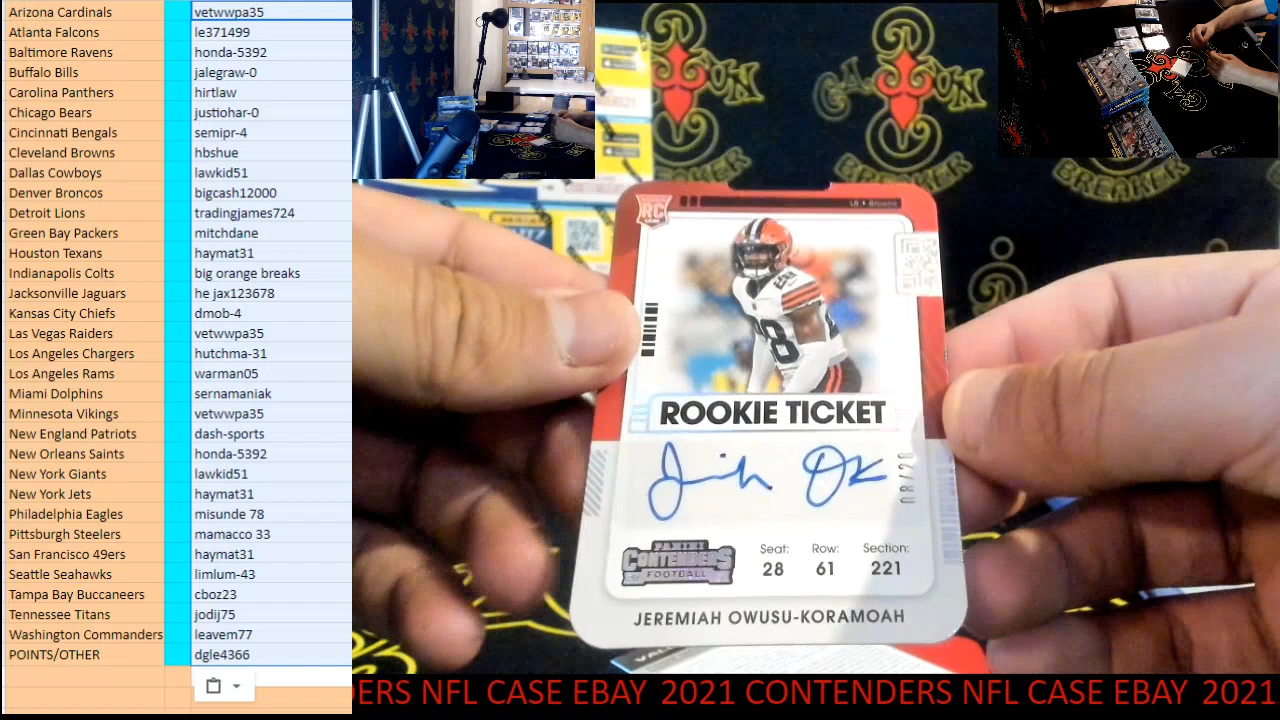 Arizona Cardinals vetwwpa35
Atlanta Falcons le371499
Baltimore Ravens honda-5392
Buffalo Bills jalegraw-0
Carolina Panthers hirtlaw
Chicago Bears justiohar-0
Cincinnati Bengals semipr-4
Cleveland Browns hbshue
Dallas Cowboys lawkid51
Denver Broncos bigcash12000
Detroit Lions tradingjames724
Green Bay Packers mitchdane
Houston Texans haymat31
Indianapolis Colts big orange breaks
Jacksonville Jaguars he jax123678
Kansas City Chiefs dmob-4
Las Vegas Raiders vetwwpa35
Los Angeles Chargers hutchma-31
Los Angeles Rams warman05
Miami Dolphins sernamaniak
Minnesota Vikings vetwwpa35
New England Patriots dash-sports
New Orleans Saints honda-5392
New York Giants lawkid51
New York Jets haymat31
Philadelphia Eagles misunde 78
Pittsburgh Steelers mamacco 33
San Francisco 49ers haymat31
Seattle Seahawks limlum-43
Tampa Bay Buccaneers cboz23
Tennessee Titans jodij75
Washington Commanders leavem77
POINTS/OTHER dgle4366
BREAKER
RC
LB • Browns
28
ROOKIE TICKET
08/20
PANINI
CONTENDERS
FOOTBALL
Seat: Row: Section:
28 61 221
JEREMIAH OWUSU-KORAMOAH
DERS NFL CASE EBAY 2021 CONTENDERS NFL CASE EBAY 2021